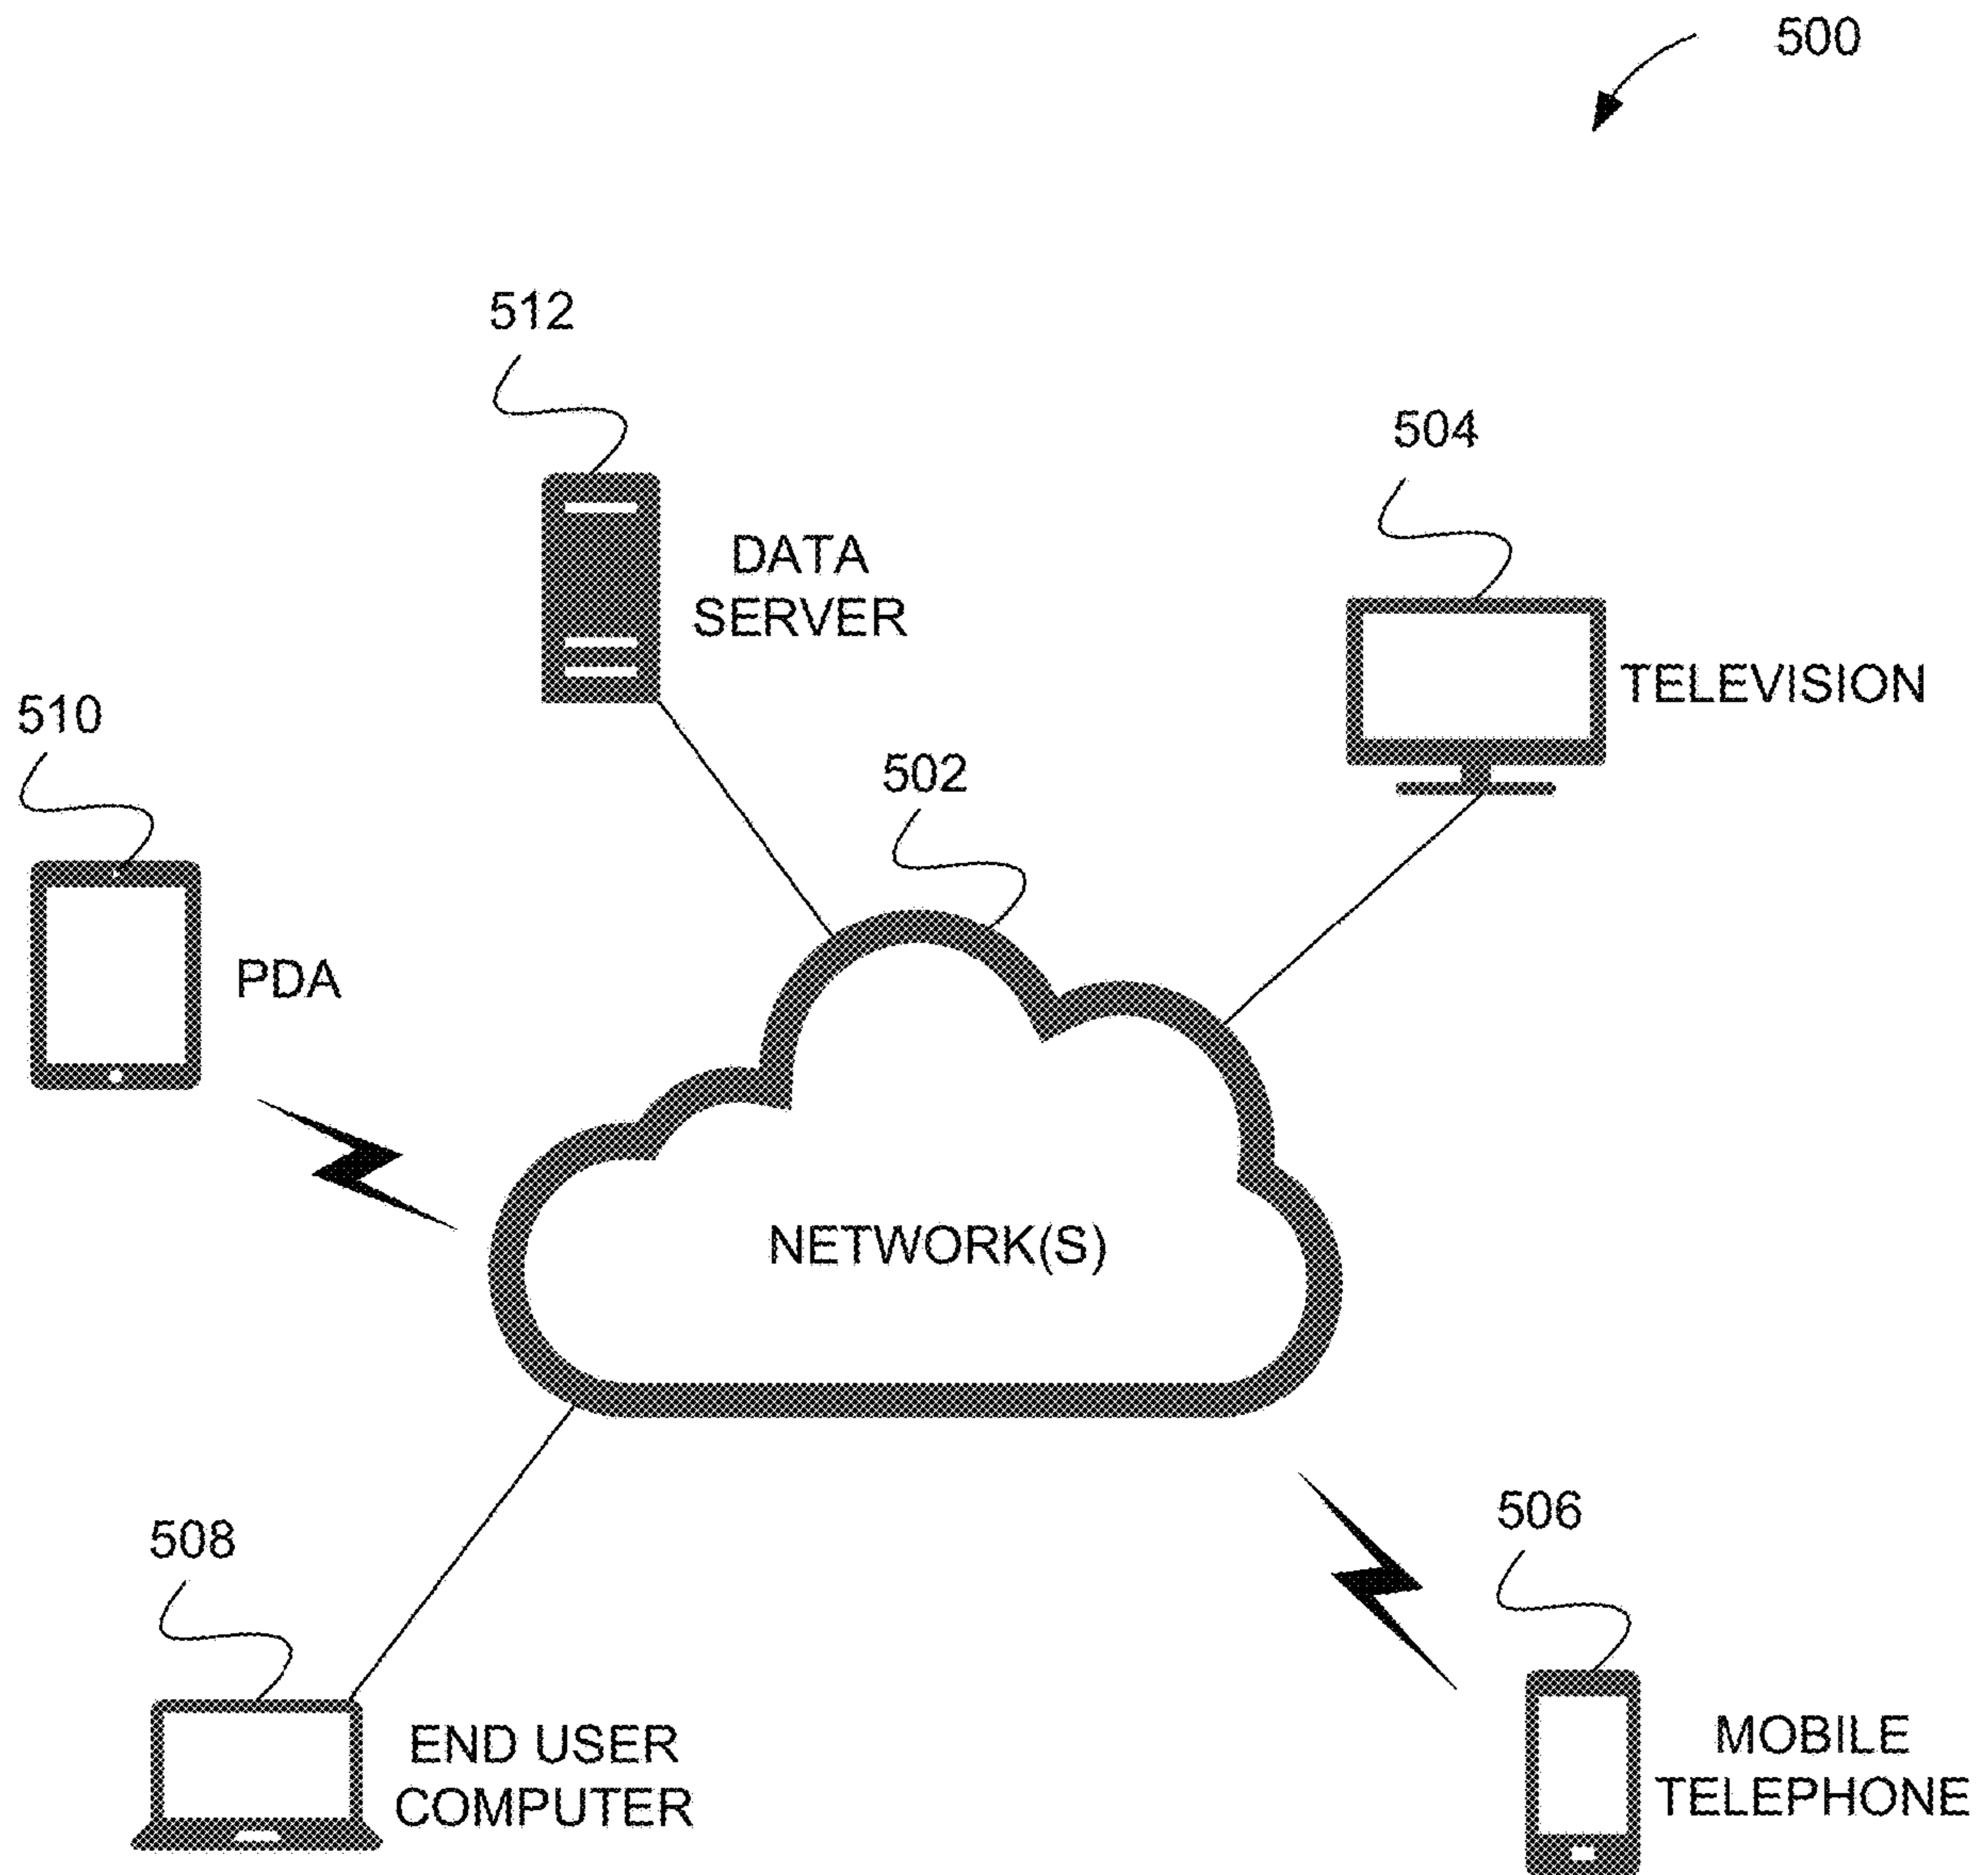 500
512
504
DATA
SERVER
TELEVISION
510
502
PDA
NETWORK(S)
508
506
END USER
COMPUTER
MOBILE
TELEPHONE